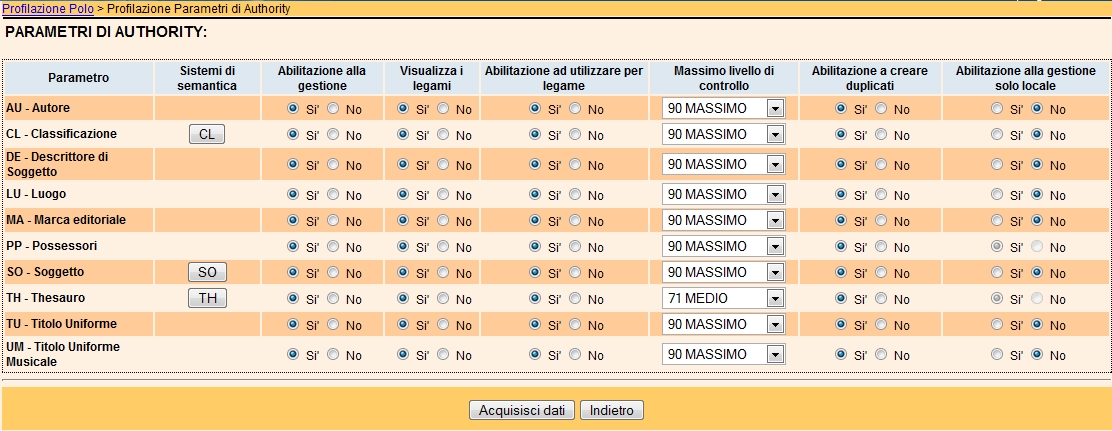 Profilazione Polo > Profilazione Parametri di Authority
PARAMETRI DI AUTHORITY:
Parametro Sistemi di semantica Abilitazione alla gestione Visualizza i legami Abilitazione ad utilizzare per legame Massimo livello di controllo Abilitazione a creare duplicati Abilitazione alla gestione solo locale
AU - Autore Si' No Si' No Si' No 90 MASSIMO Si' No Si' No
CL - Classificazione CL Si' No Si' No Si' No 90 MASSIMO Si' No Si' No
DE - Descrittore di Soggetto Si' No Si' No Si' No 90 MASSIMO Si' No Si' No
LU - Luogo Si' No Si' No Si' No 90 MASSIMO Si' No Si' No
MA - Marca editoriale Si' No Si' No Si' No 90 MASSIMO Si' No Si' No
PP - Possessori Si' No Si' No Si' No 90 MASSIMO Si' No Si' No
SO - Soggetto SO Si' No Si' No Si' No 90 MASSIMO Si' No Si' No
TH - Thesauro TH Si' No Si' No Si' No 71 MEDIO Si' No Si' No
TU - Titolo Uniforme Si' No Si' No Si' No 90 MASSIMO Si' No Si' No
UM - Titolo Uniforme Musicale Si' No Si' No Si' No 90 MASSIMO Si' No Si' No
Acquisisci dati Indietro